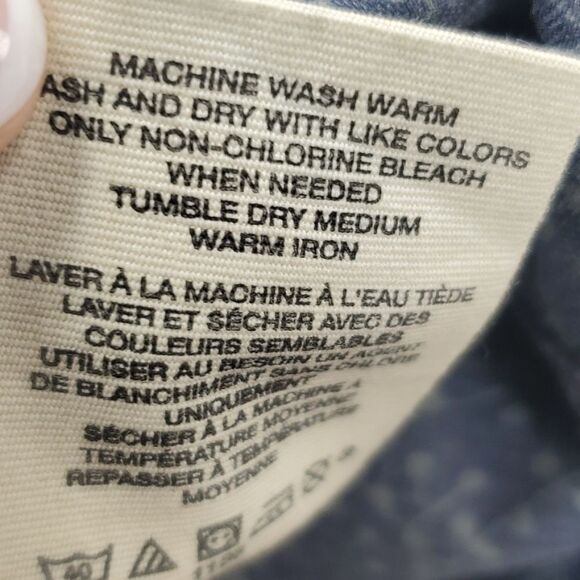 MACHINE WASH WARM
ASH AND DRY WITH LIKE COLORS
ONLY NON-CHLORINE BLEACH
WHEN NEEDED
TUMBLE DRY MEDIUM
WARM IRON
LAVER À LA MACHINE À L'EAU TIÈDE
LAVER ET SÉCHER AVEC DES
COULEURS SEMBLABLES
UTILISER AU BESOIN UN AGENT
DE BLANCHIMENT SANS CHLORE
UNIQUEMENT
SÉCHER À LA MACHINE À
TEMPÉRATURE MOYENNE
REPASSER À TEMPÉRATURE
MOYENNE
40